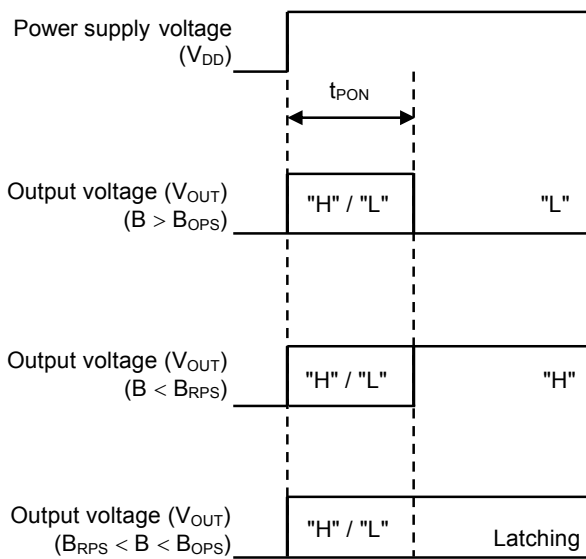 Power supply voltage
(VDD)
tPON
Output voltage (VOUT)
(B > BOPS)
"H" / "L"
"L"
Output voltage (VOUT)
(B < BRPS)
"H" / "L"
"H"
Output voltage (VOUT)
(BRPS < B < BOPS)
"H" / "L"
Latching